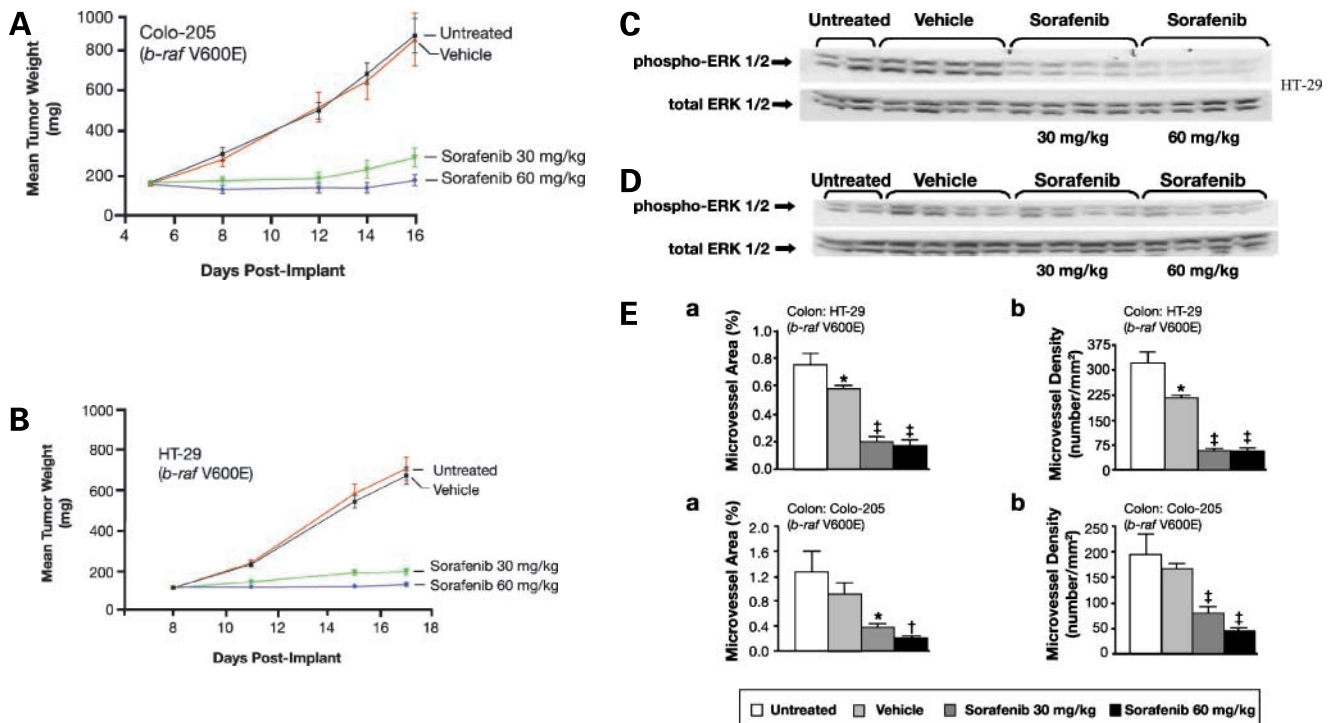 A
Colo-205
(b-raf V600E)
Mean Tumor Weight
(mg)
1000
800
600
400
200
0
Untreated
Vehicle
Sorafenib 30 mg/kg
Sorafenib 60 mg/kg
4 6 8 10 12 14 16
Days Post-Implant
B
HT-29
(b-raf V600E)
Mean Tumor Weight
(mg)
1000
800
600
400
200
0
Untreated
Vehicle
Sorafenib 30 mg/kg
Sorafenib 60 mg/kg
6 8 10 12 14 16 18
Days Post-Implant
C
Untreated Vehicle Sorafenib Sorafenib
phospho-ERK 1/2
total ERK 1/2
HT-29
30 mg/kg 60 mg/kg
D
Untreated Vehicle Sorafenib Sorafenib
phospho-ERK 1/2
total ERK 1/2
30 mg/kg 60 mg/kg
E
a
Colon: HT-29
(b-raf V600E)
Microvessel Area (%)
1.0
0.8
0.6
0.4
0.2
0.0
* ‡ ‡
b
Colon: HT-29
(b-raf V600E)
Microvessel Density
(number/mm²)
375
300
225
150
75
0
* ‡ ‡
a
Colon: Colo-205
(b-raf V600E)
Microvessel Area (%)
2.0
1.6
1.2
0.8
0.4
0.0
* †
b
Colon: Colo-205
(b-raf V600E)
Microvessel Density
(number/mm²)
250
200
150
100
50
0
‡ ‡
Untreated Vehicle Sorafenib 30 mg/kg Sorafenib 60 mg/kg